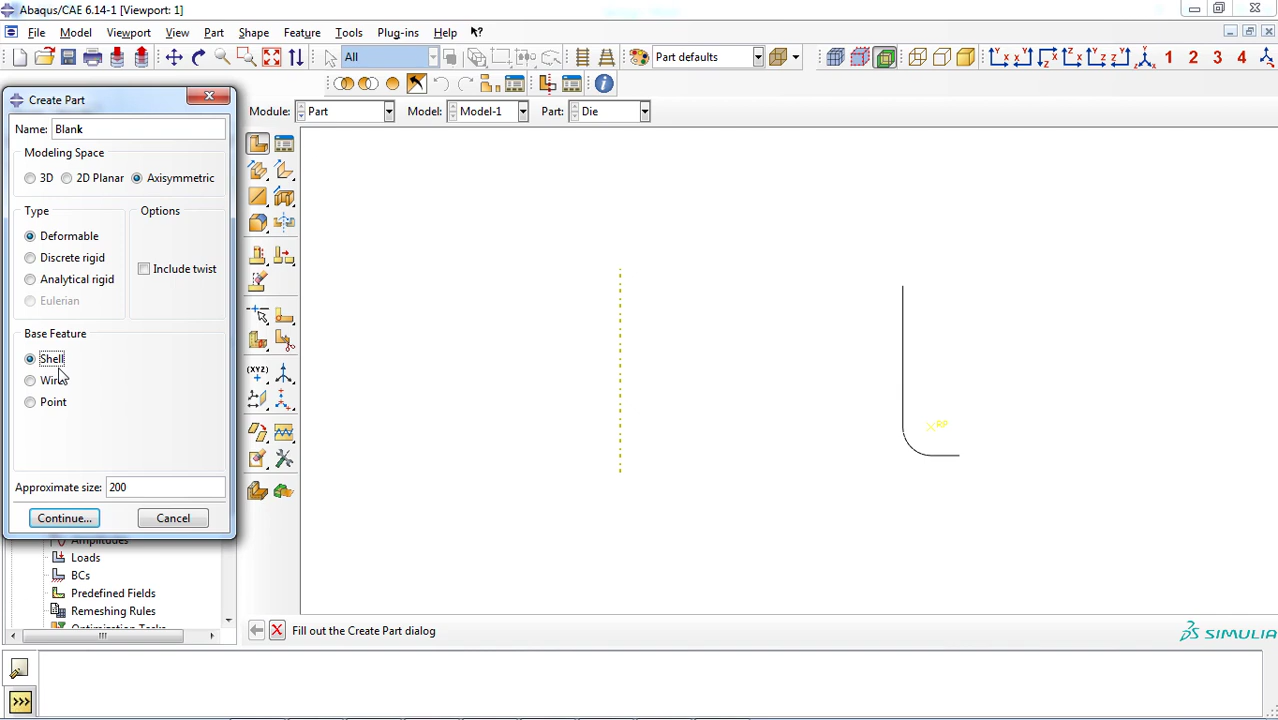 Abaqus/CAE 6.14-1 [Viewport: 1]
File Model Viewport View Part Shape Feature Tools Plug-ins Help
All
Part defaults
1 2 3 4
Module: Part Model: Model-1 Part: Die
Create Part
Name: Blank
Modeling Space
3D 2D Planar Axisymmetric
Type Options
Deformable
Discrete rigid
Include twist
Analytical rigid
Eulerian
Base Feature
Shell
Wire
Point
Approximate size: 200
Continue... Cancel
(XYZ)
RP
Amplitudes
Loads
BCs
Predefined Fields
Remeshing Rules
Optimization Tasks
Fill out the Create Part dialog
SIMULIA
>>>